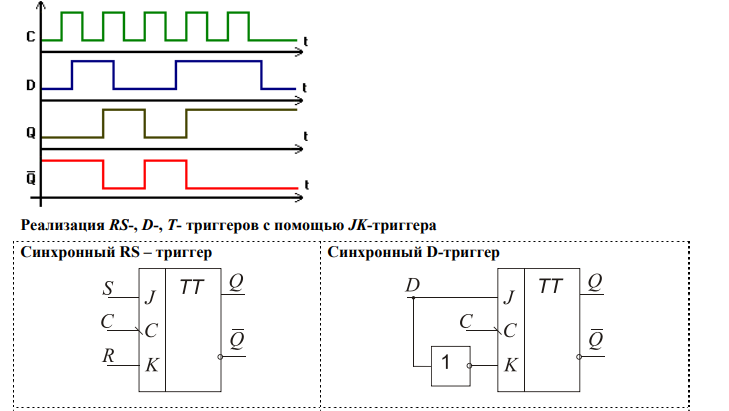 C t
D t
Q t
Q̅ t
Реализация RS-, D-, T- триггеров с помощью JK-триггера
Синхронный RS – триггер
Синхронный D-триггер
S J TT Q
C C
R K Q̅
D J TT Q
C C
1 K Q̅